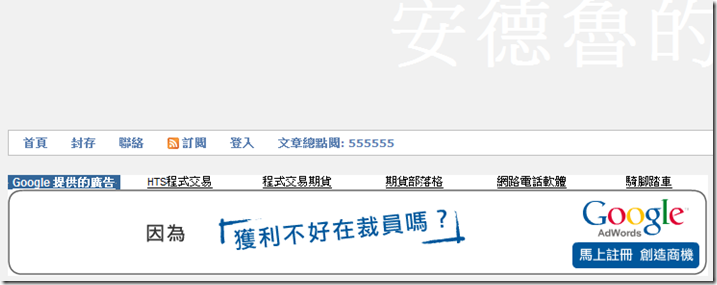 安德魯的
首頁 封存 聯絡 訂閱 登入 文章總點閱: 555555
Google 提供的廣告 HTS程式交易 程式交易期貨 期貨部落格 網路電話軟體 騎腳踏車
因為 獲利不好在裁員嗎？
Google
AdWords
馬上註冊 創造商機